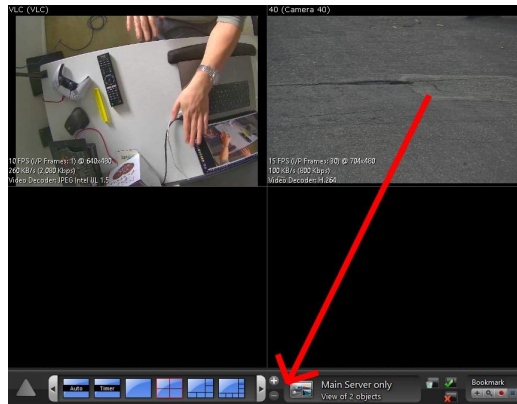 VLC (VLC)
40 (Camera 40)
10 FPS (I/P Frames: 1) @ 640x480
260 KB/s (2,080 Kbps)
Video Decoder: JPEG Intel IJL 1.5
15 FPS (I/P Frames: 30) @ 704x480
100 KB/s (800 Kbps)
Video Decoder: H.264
Auto
Timer
Main Server only
View of 2 objects
Bookmark